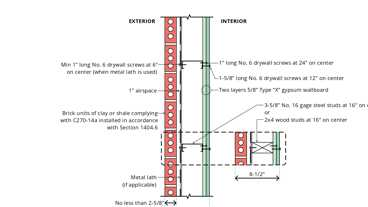 EXTERIOR
INTERIOR
Min 1" long No. 6 drywall screws at 6"
on center (when metal lath is used)
1" airspace
Brick units of clay or shale complying
with C270-14a installed in accordance
with Section 1404.6
Metal lath
(if applicable)
No less than 2-5/8"
1" long No. 6 drywall screws at 24" on center
1-5/8" long No. 6 drywall screws at 12" on center
Two layers 5/8" Type "X" gypsum wallboard
3-5/8" No. 16 gage steel studs at 16" on
or
2x4 wood studs at 16" on center
8-1/2"